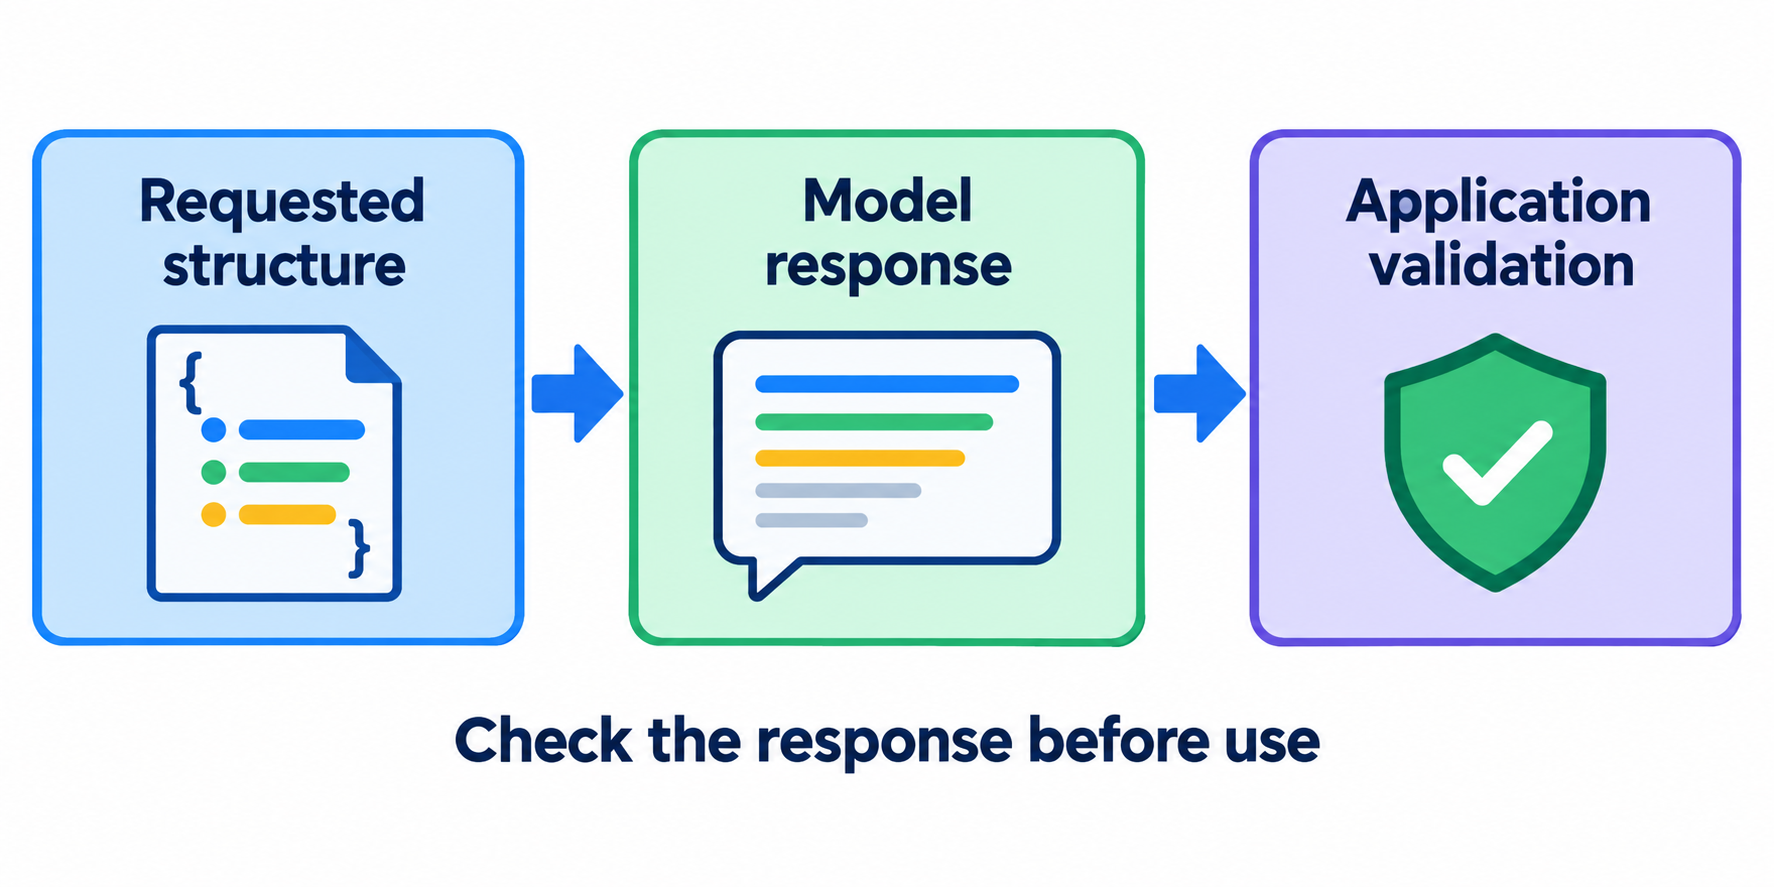 Requested
structure
{
}
Model
response
Application
validation
Check the response before use